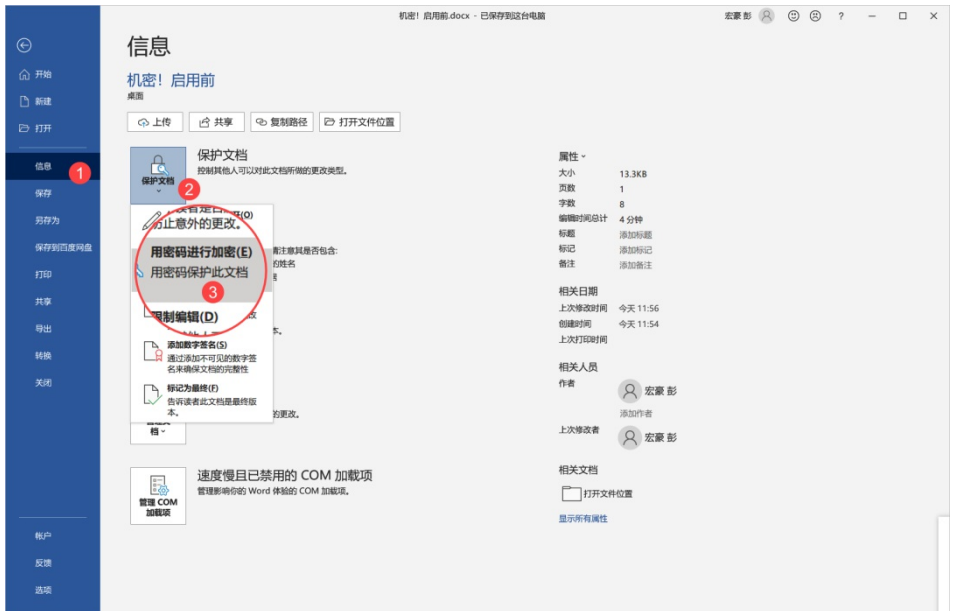 机密！启用前.docx - 已保存到这台电脑
宏豪 彭
?
信息
开始
新建
打开
信息
1
保存
另存为
保存到百度网盘
打印
共享
导出
转换
关闭
帐户
反馈
选项
机密！启用前
桌面
上传
共享
复制路径
打开文件位置
保护文档
2
保护文档
控制其他人可以对此文档所做的更改类型。
防止意外的更改。
用密码进行加密(E)
用密码保护此文档
3
限制编辑(D)
添加数字签名(S)
通过添加不可见的数字签
名来确保文档的完整性
标记为最终(F)
告诉读者此文档是最终版
本。
请注意其是否包含:
的姓名
本。
的更改。
档
管理 COM
加载项
速度慢且已禁用的 COM 加载项
管理影响你的 Word 体验的 COM 加载项。
属性
大小 13.3KB
页数 1
字数 8
编辑时间总计 4 分钟
标题 添加标题
标记 添加标记
备注 添加备注
相关日期
上次修改时间 今天 11:56
创建时间 今天 11:54
上次打印时间
相关人员
作者 宏豪 彭
添加作者
上次修改者 宏豪 彭
相关文档
打开文件位置
显示所有属性